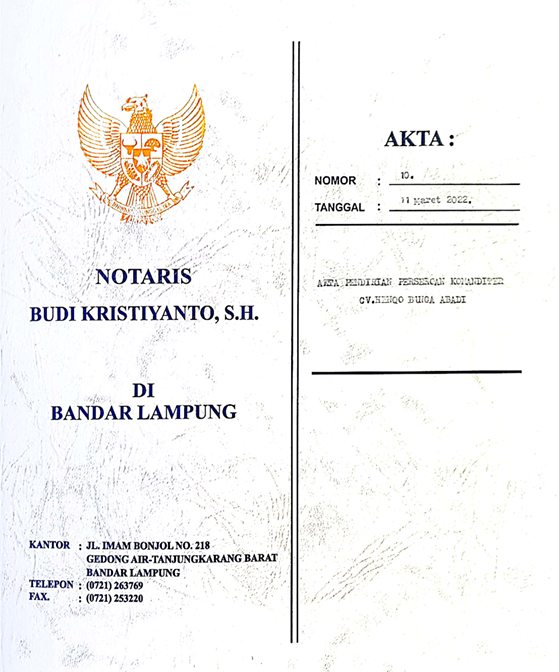 NOTARIS
BUDI KRISTIYANTO, S.H.
DI
BANDAR LAMPUNG
KANTOR : JL. IMAM BONJOL NO. 218
GEDONG AIR-TANJUNGKARANG BARAT
BANDAR LAMPUNG
TELEPON : (0721) 263769
FAX. : (0721) 253220
AKTA :
NOMOR : 10.
TANGGAL : 11 Maret 2022.
AKTA PENDIRIAN PERSEROAN KOMANDITER
CV. BUNGA ABADI